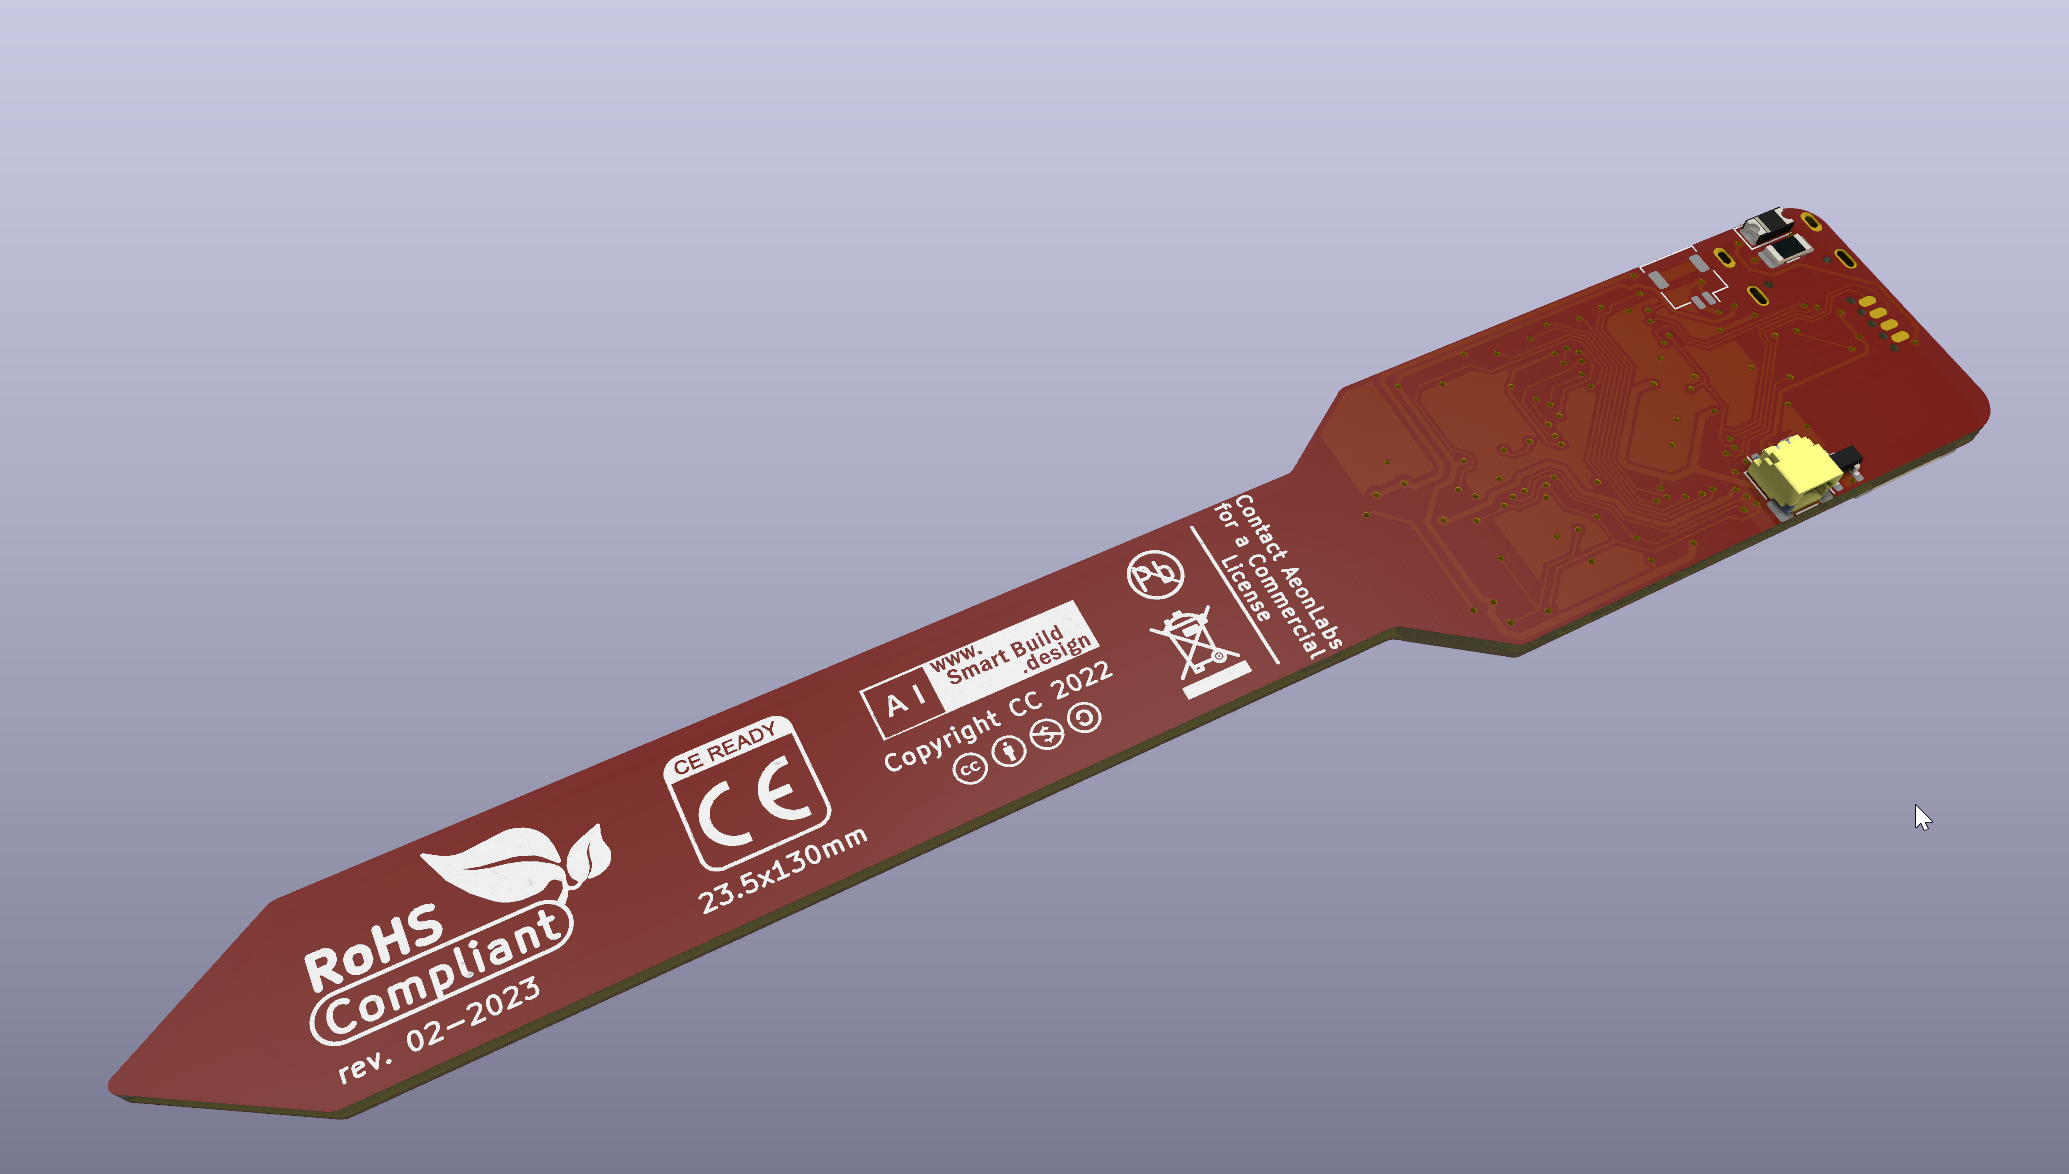 RoHS
Compliant
rev. 02-2023
CE READY
CE
23.5x130mm
AI
www.
Smart Build
.design
Copyright CC 2022
cc
Pb
Contact AeonLabs
for a Commercial
License